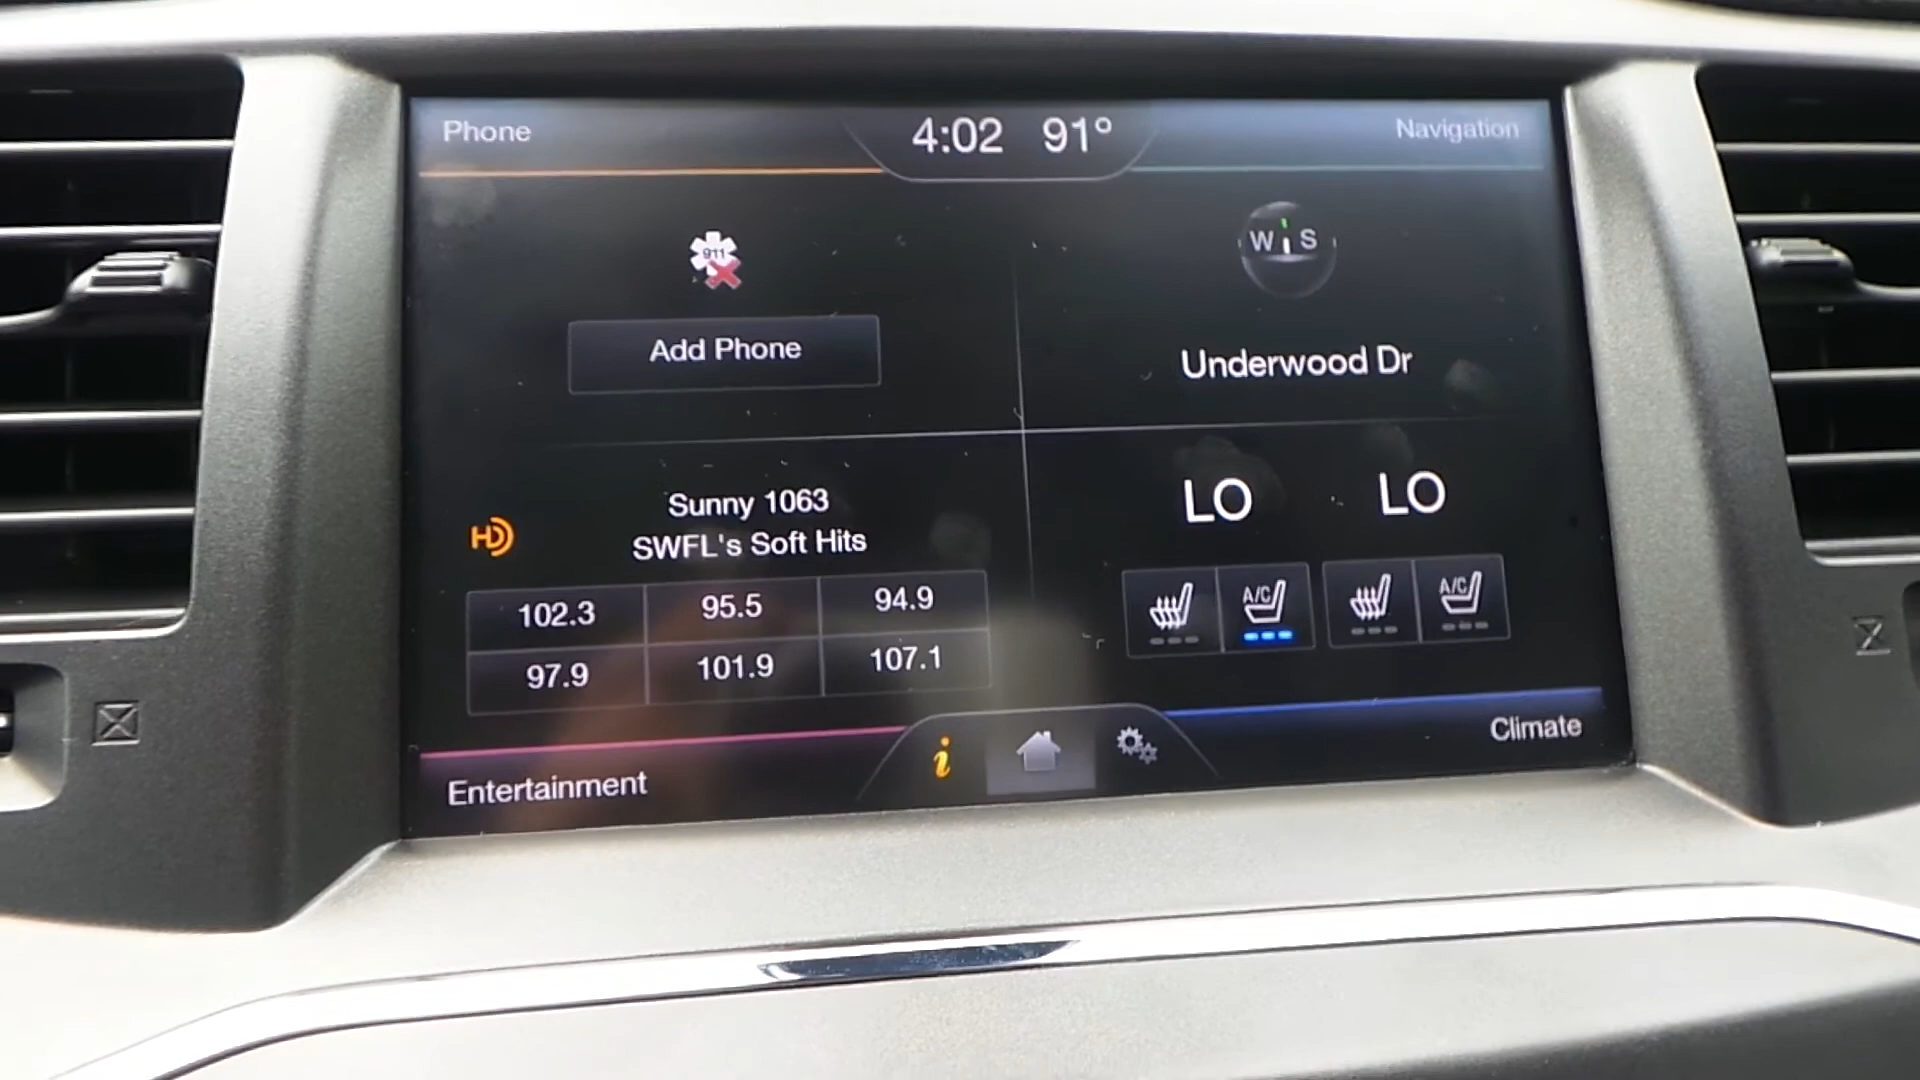 Phone
4:02 91°
Navigation
911
W S
Add Phone
Underwood Dr
Sunny 1063
SWFL's Soft Hits
HD
102.3 95.5 94.9
97.9 101.9 107.1
LO LO
A/C A/C
i
Climate
Entertainment